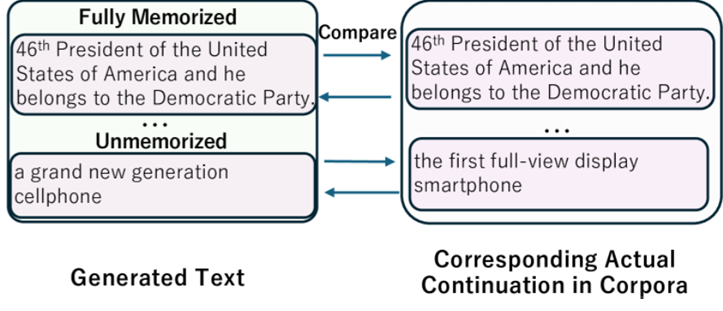 Fully Memorized
46th President of the United
States of America and he
belongs to the Democratic Party.
...
Unmemorized
a grand new generation
cellphone
Generated Text
Compare
46th President of the United
States of America and he
belongs to the Democratic Party.
...
the first full-view display
smartphone
Corresponding Actual
Continuation in Corpora